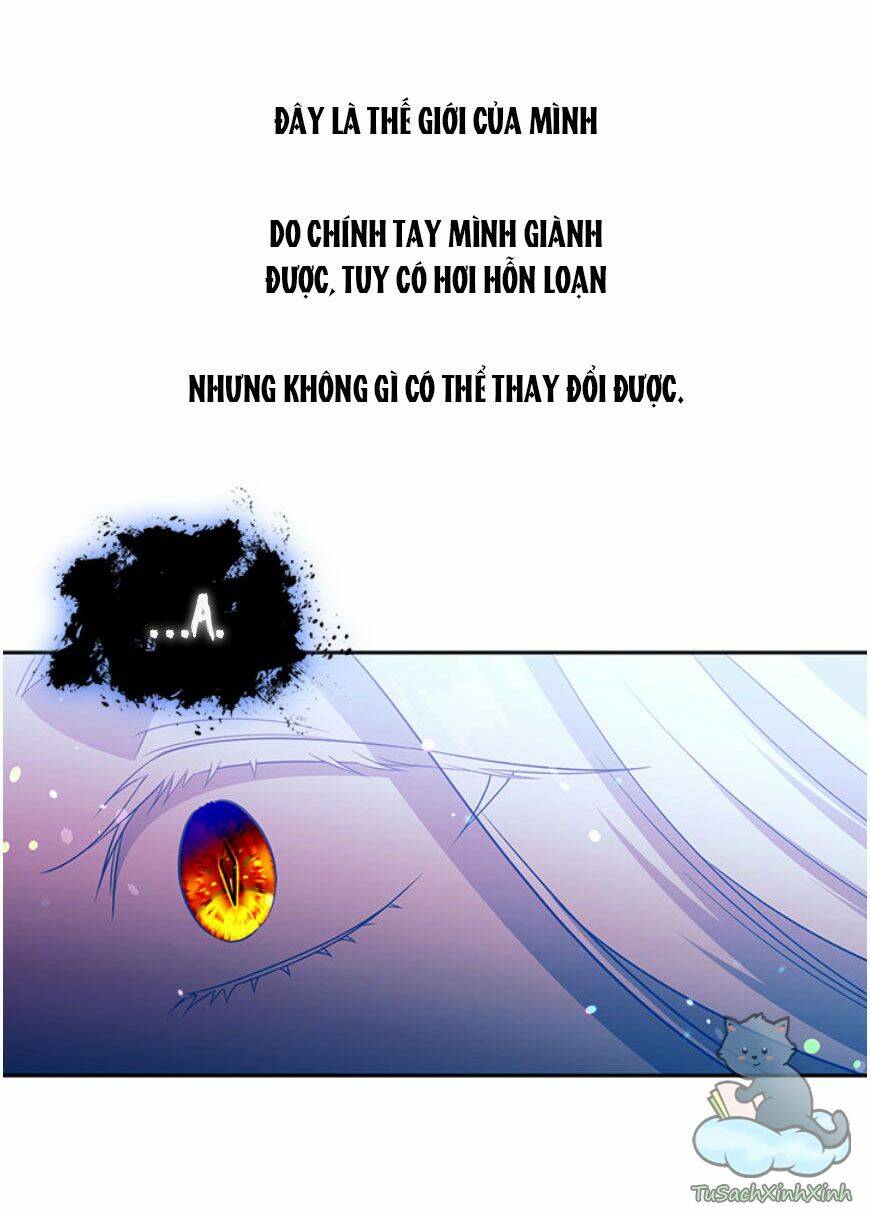 ĐÂY LÀ THẾ GIỚI CỦA MÌNH
DO CHÍNH TAY MÌNH GIÀNH
ĐƯỢC, TUY CÓ HƠI HỖN LOẠN
NHƯNG KHÔNG GÌ CÓ THỂ THAY ĐỔI ĐƯỢC.
...A.
TuSachXinhXinh